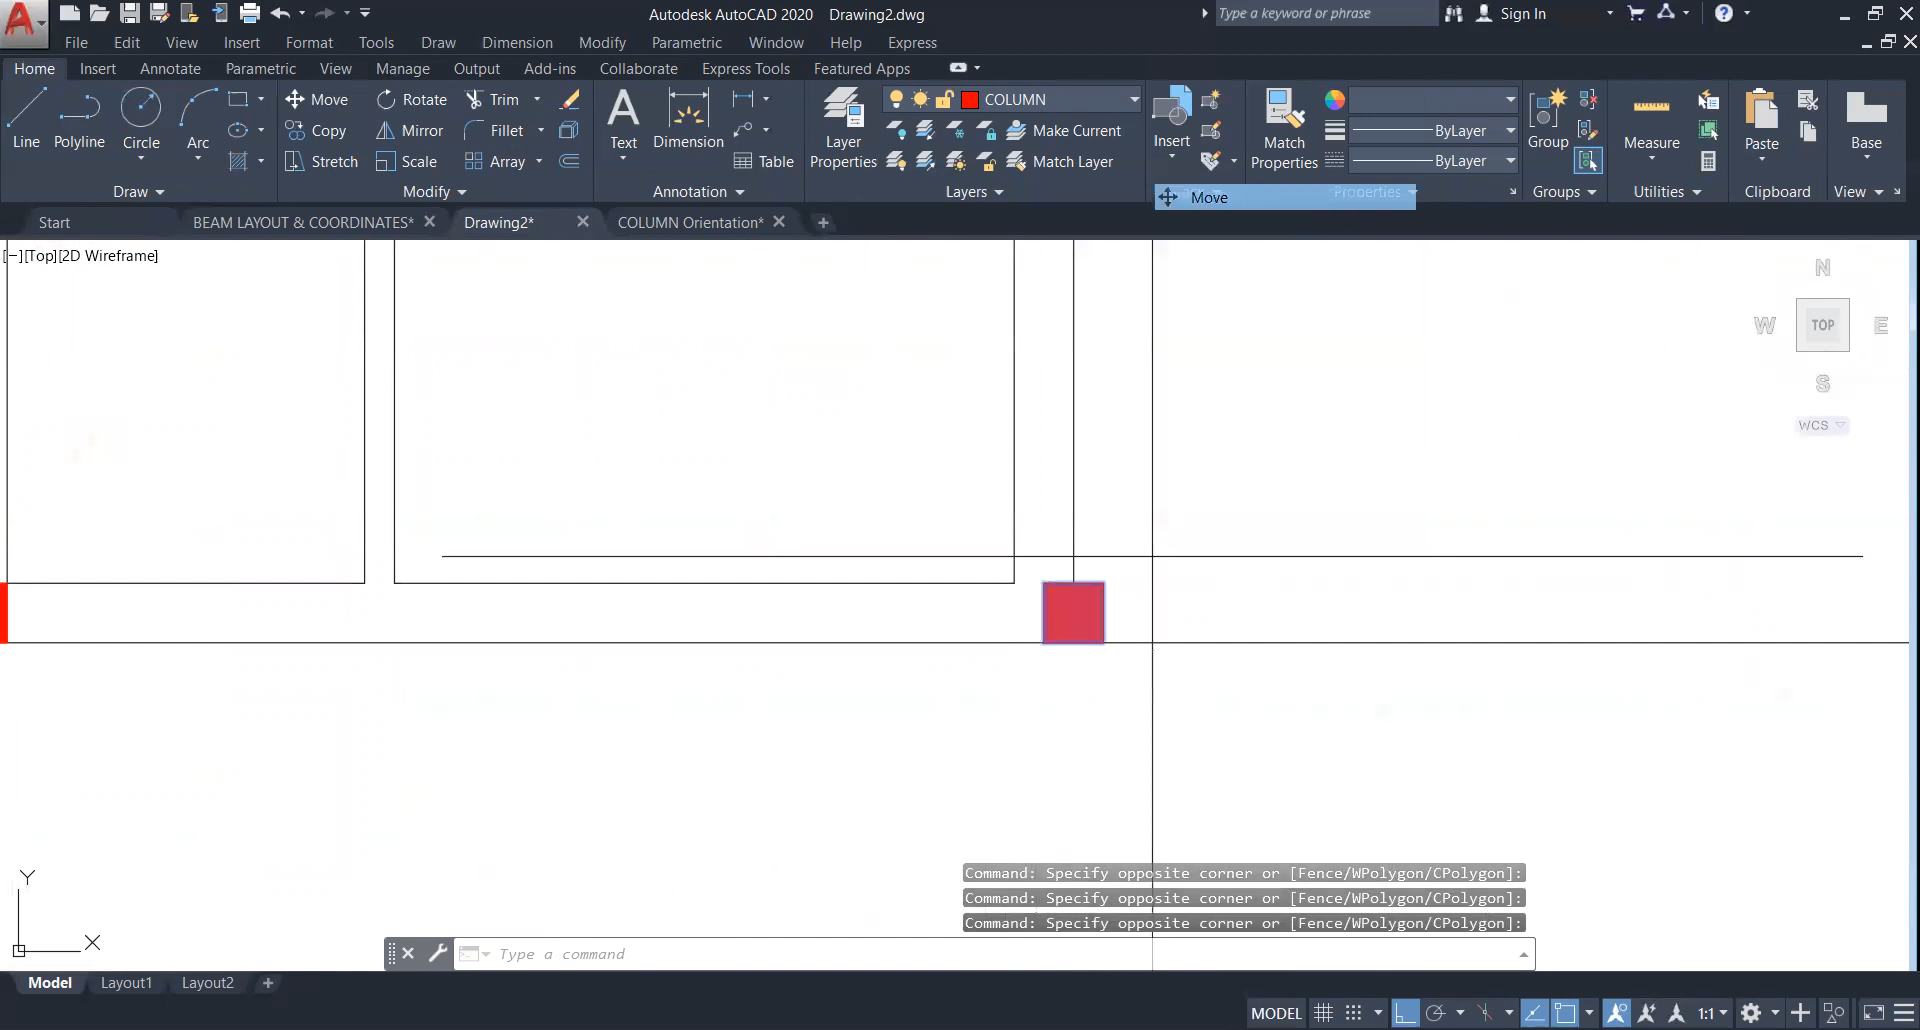 Autodesk AutoCAD 2020 Drawing2.dwg
Type a keyword or phrase
Sign In
File Edit View Insert Format Tools Draw Dimension Modify Parametric Window Help Express
Home Insert Annotate Parametric View Manage Output Add-ins Collaborate Express Tools Featured Apps
Line
Polyline
Circle
Arc
Draw
Move
Rotate
Trim
Copy
Mirror
Fillet
Stretch
Scale
Array
Modify
Text
Dimension
Table
Annotation
Layer
Properties
COLUMN
Make Current
Match Layer
Layers
Insert
Match
Properties
ByLayer
ByLayer
Properties
Group
Groups
Measure
Utilities
Paste
Clipboard
Base
View
Move
Start
BEAM LAYOUT & COORDINATES*
Drawing2*
COLUMN Orientation*
[−][Top][2D Wireframe]
N
W TOP E
S
WCS
Y
X
Command: Specify opposite corner or [Fence/WPolygon/CPolygon]:
Command: Specify opposite corner or [Fence/WPolygon/CPolygon]:
Command: Specify opposite corner or [Fence/WPolygon/CPolygon]:
Type a command
Model Layout1 Layout2
MODEL
1:1